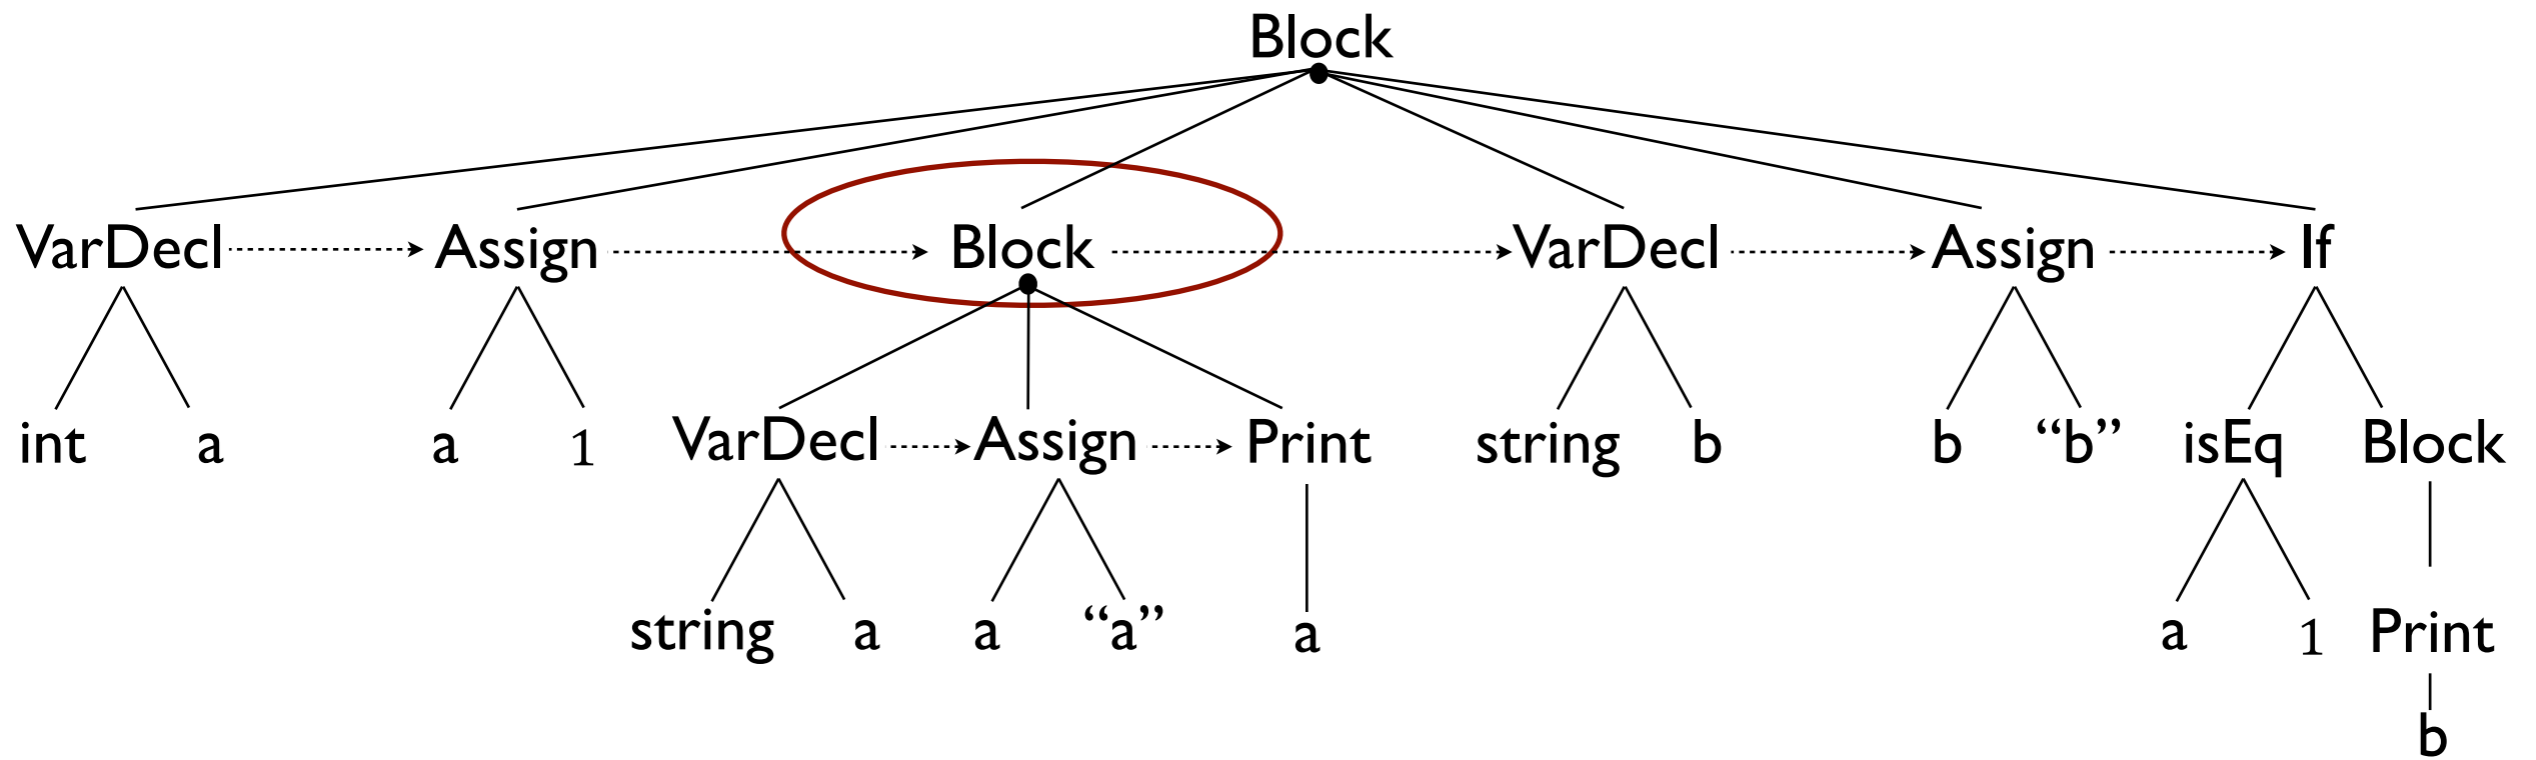 Block
VarDecl Assign Block VarDecl Assign If
int a a 1 VarDecl Assign Print string b b “b” isEq Block
string a a “a” a a 1 Print
b